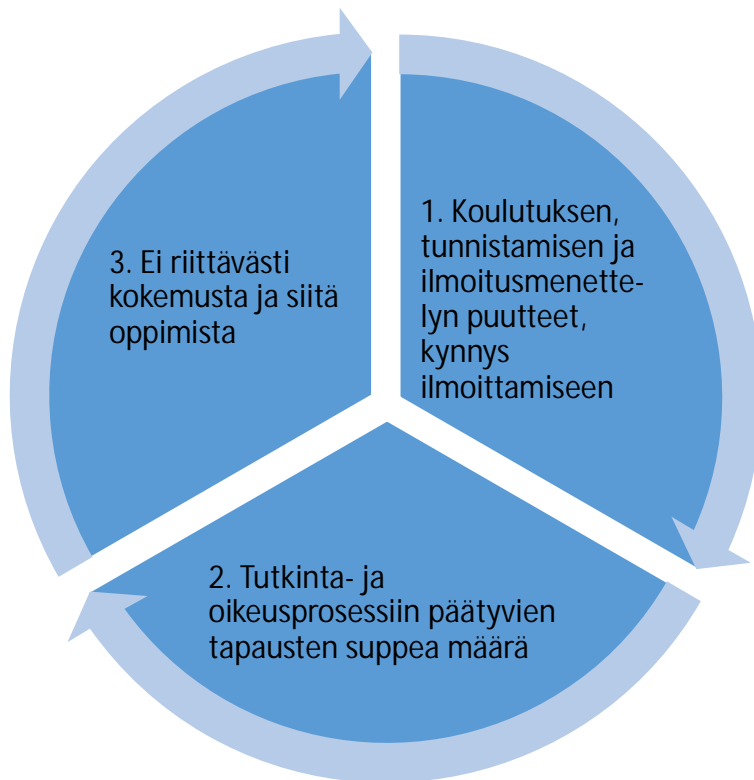 1. Koulutuksen,
tunnistamisen ja
ilmoitusmenette-
lyn puutteet,
kynnys
ilmoittamiseen
2. Tutkinta- ja
oikeusprosessiin päätyvien
tapausten suppea määrä
3. Ei riittävästi
kokemusta ja siitä
oppimista